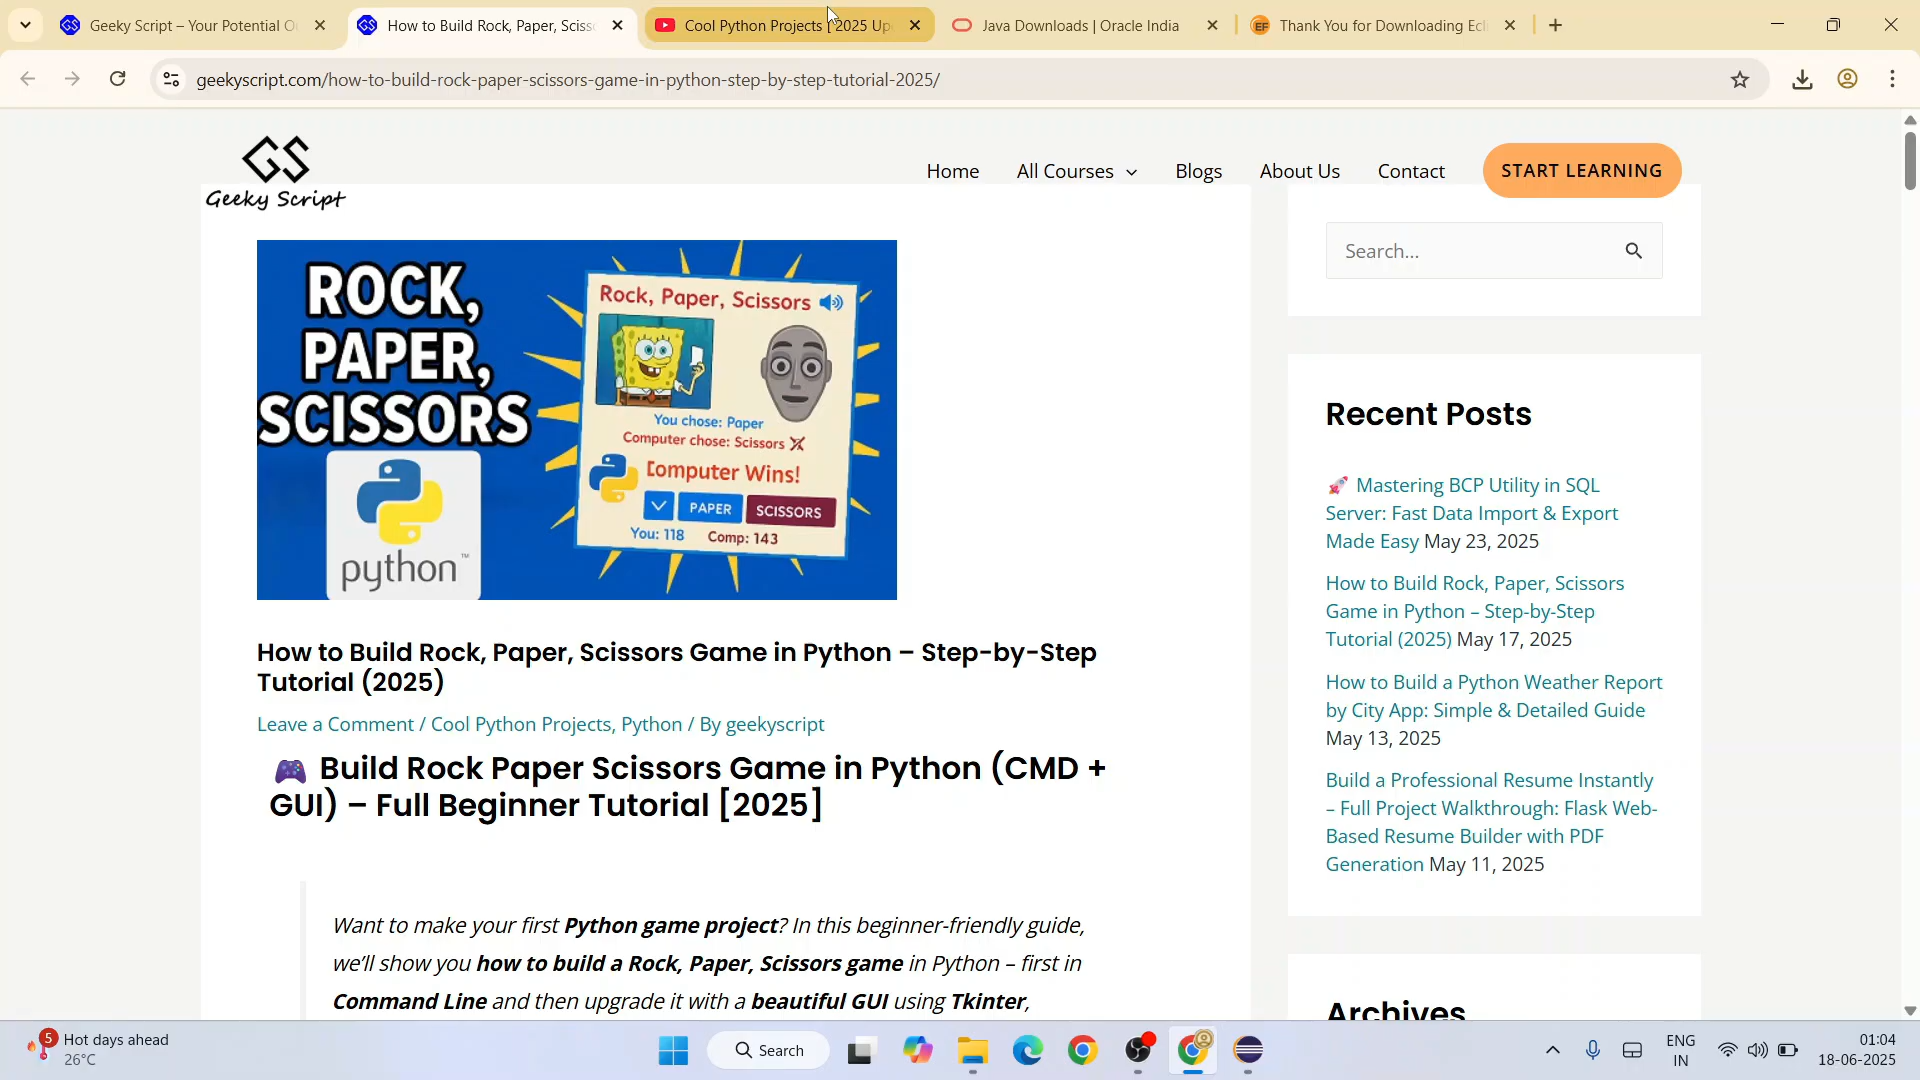 Geeky Script – Your Potential O
How to Build Rock, Paper, Scisso
Cool Python Projects [ 2025 Up
Java Downloads | Oracle India
EF Thank You for Downloading Ecli
geekyscript.com/how-to-build-rock-paper-scissors-game-in-python-step-by-step-tutorial-2025/
GS
Geeky Script
Home
All Courses
Blogs
About Us
Contact
START LEARNING
ROCK,
PAPER,
SCISSORS
python™
Rock, Paper, Scissors
You chose: Paper
Computer chose: Scissors
Computer Wins!
PAPER
SCISSORS
You: 118 Comp: 143
How to Build Rock, Paper, Scissors Game in Python – Step-by-Step
Tutorial (2025)
Leave a Comment / Cool Python Projects, Python / By geekyscript
🎮 Build Rock Paper Scissors Game in Python (CMD +
GUI) – Full Beginner Tutorial [2025]
Want to make your first Python game project? In this beginner-friendly guide,
we’ll show you how to build a Rock, Paper, Scissors game in Python – first in
Command Line and then upgrade it with a beautiful GUI using Tkinter,
Search...
Recent Posts
🚀 Mastering BCP Utility in SQL
Server: Fast Data Import & Export
Made Easy May 23, 2025
How to Build Rock, Paper, Scissors
Game in Python – Step-by-Step
Tutorial (2025) May 17, 2025
How to Build a Python Weather Report
by City App: Simple & Detailed Guide
May 13, 2025
Build a Professional Resume Instantly
– Full Project Walkthrough: Flask Web-
Based Resume Builder with PDF
Generation May 11, 2025
Archives
5
Hot days ahead
26°C
Search
ENG
IN
01:04
18-06-2025